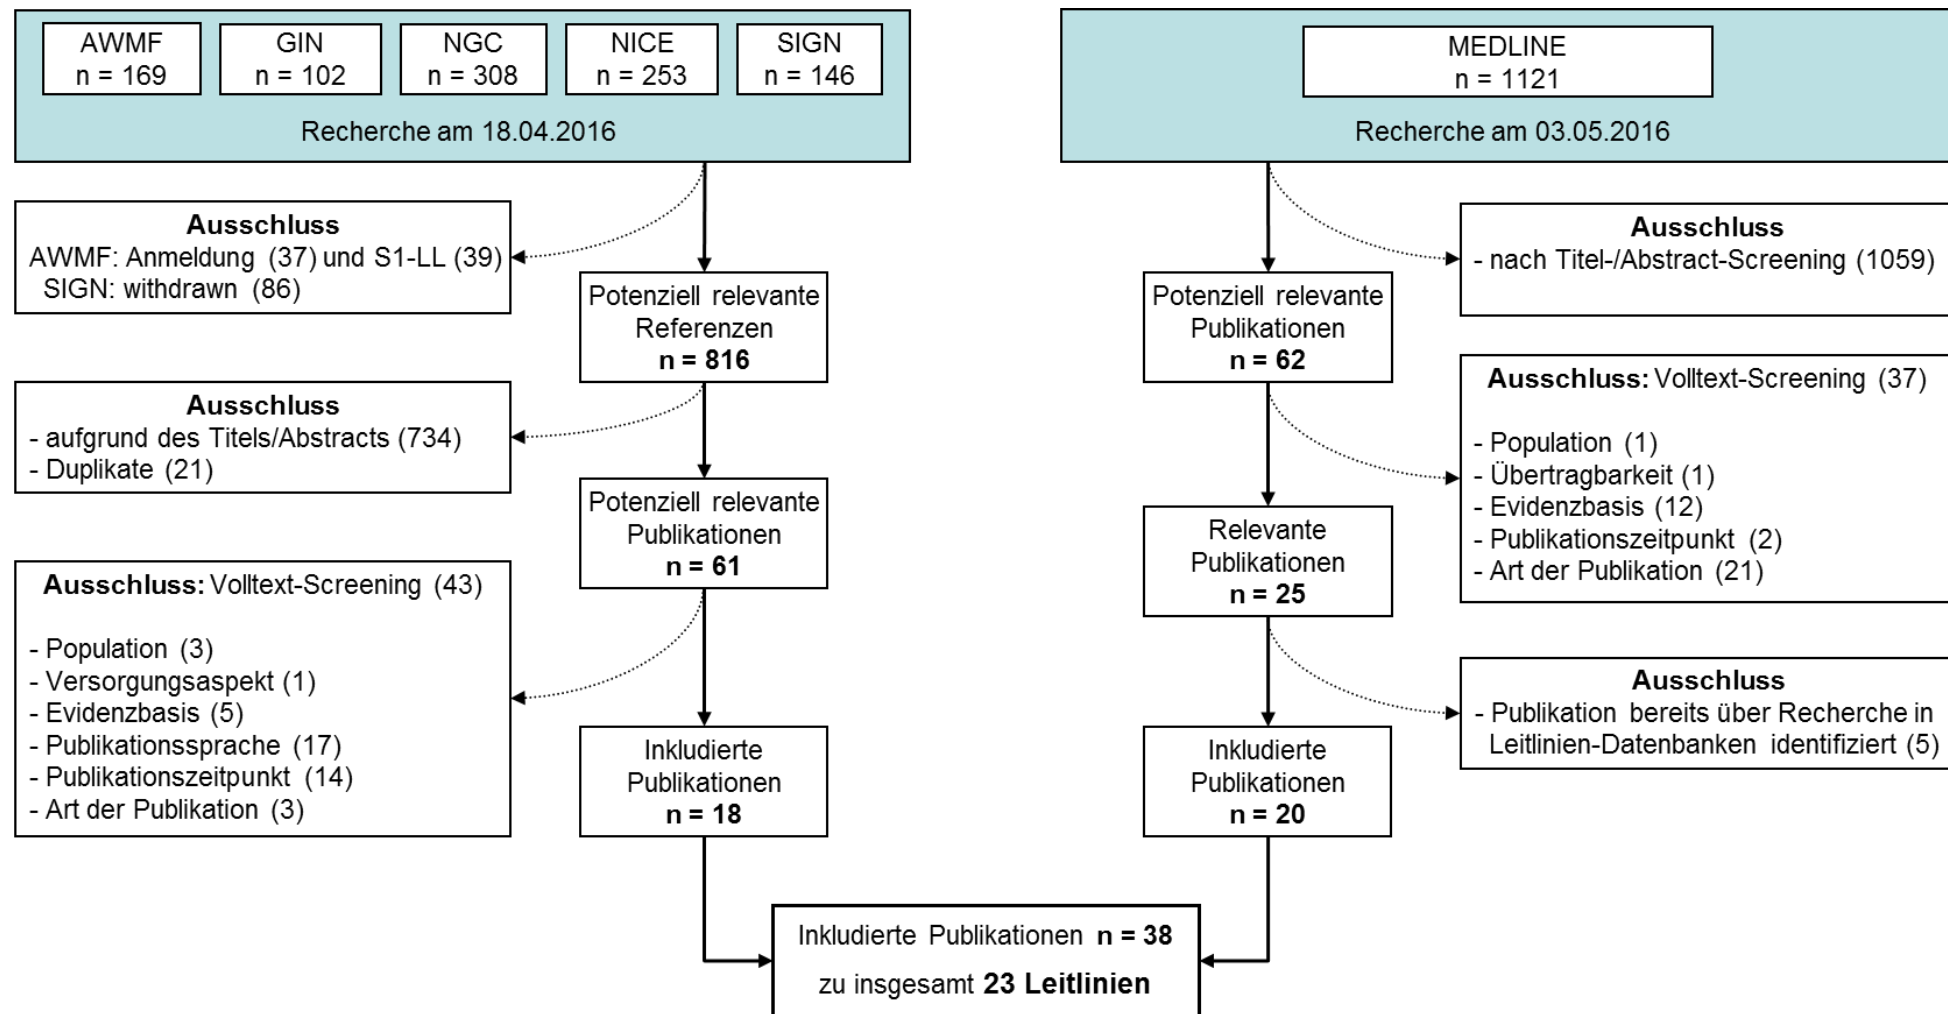 AWMF
n = 169
GIN
n = 102
NGC
n = 308
NICE
n = 253
SIGN
n = 146
Recherche am 18.04.2016
Ausschluss
AWMF: Anmeldung (37) und S1-LL (39)
SIGN: withdrawn (86)
Potenziell relevante
Referenzen
n = 816
Ausschluss
- aufgrund des Titels/Abstracts (734)
- Duplikate (21)
Potenziell relevante
Publikationen
n = 61
Ausschluss: Volltext-Screening (43)
- Population (3)
- Versorgungsaspekt (1)
- Evidenzbasis (5)
- Publikationssprache (17)
- Publikationszeitpunkt (14)
- Art der Publikation (3)
Inkludierte
Publikationen
n = 18
MEDLINE
n = 1121
Recherche am 03.05.2016
Ausschluss
- nach Titel-/Abstract-Screening (1059)
Potenziell relevante
Publikationen
n = 62
Ausschluss: Volltext-Screening (37)
- Population (1)
- Übertragbarkeit (1)
- Evidenzbasis (12)
- Publikationszeitpunkt (2)
- Art der Publikation (21)
Relevante
Publikationen
n = 25
Ausschluss
- Publikation bereits über Recherche in
Leitlinien-Datenbanken identifiziert (5)
Inkludierte
Publikationen
n = 20
Inkludierte Publikationen n = 38
zu insgesamt 23 Leitlinien